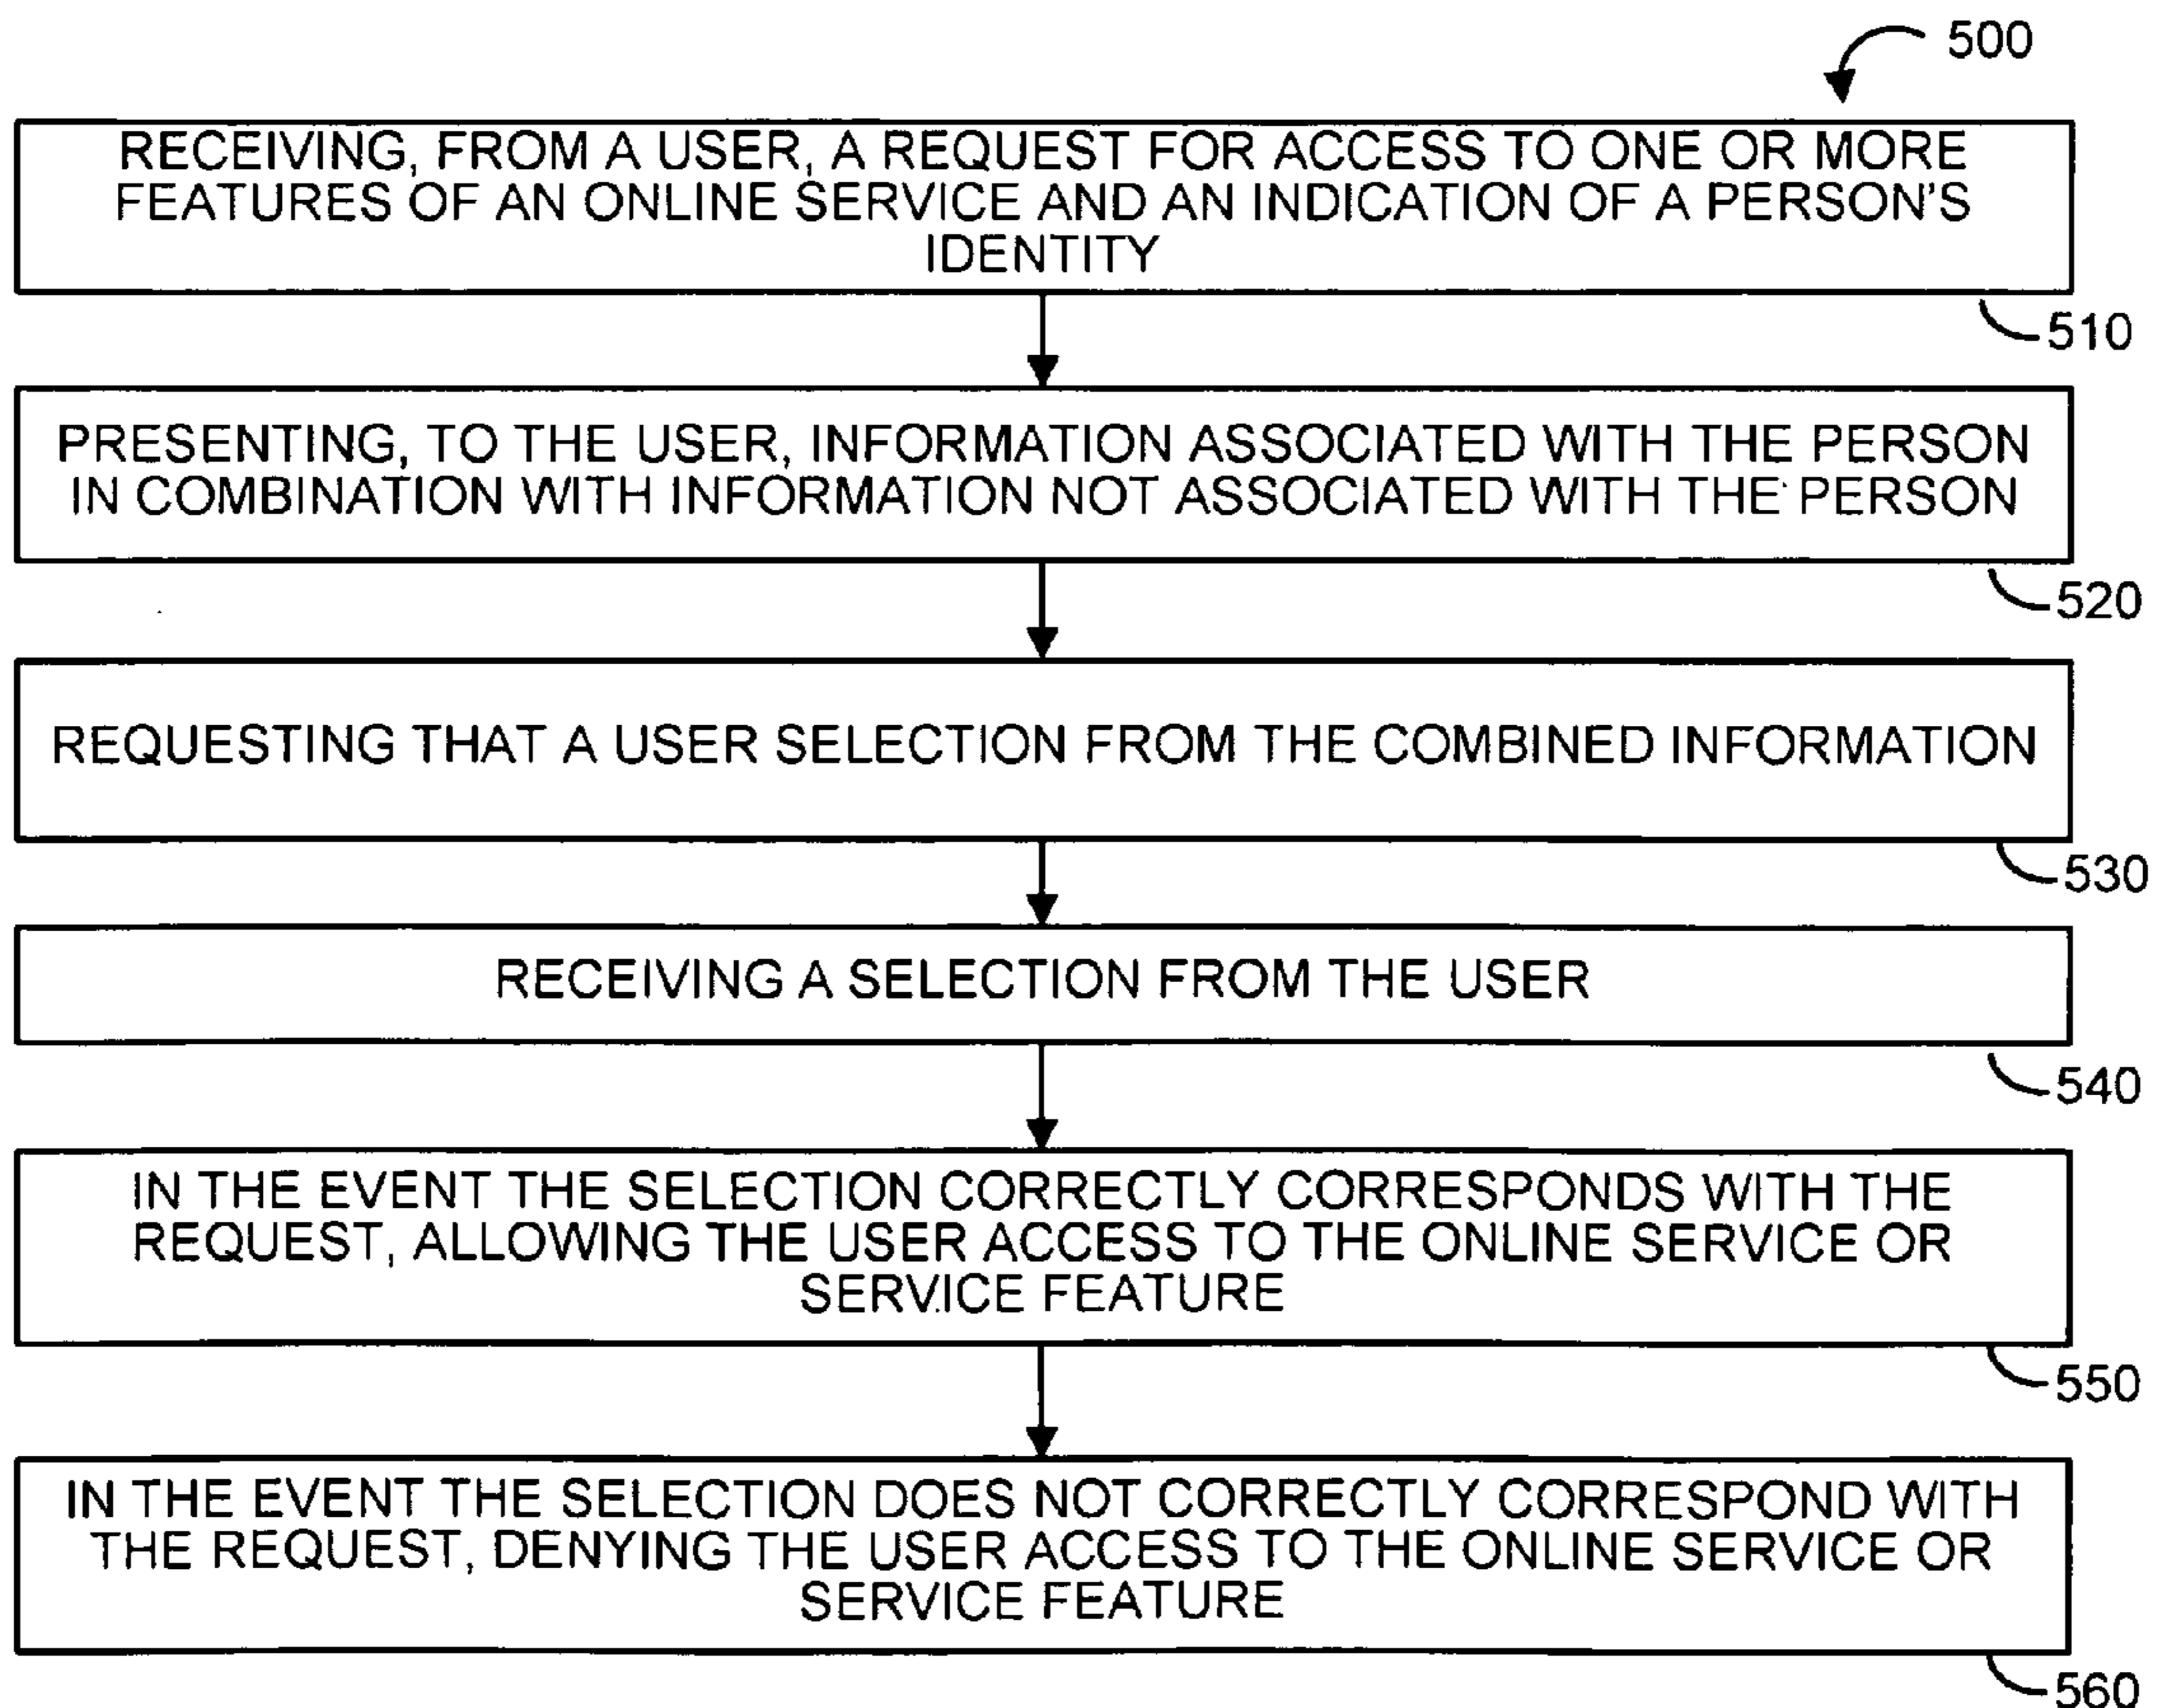 500
RECEIVING, FROM A USER, A REQUEST FOR ACCESS TO ONE OR MORE
FEATURES OF AN ONLINE SERVICE AND AN INDICATION OF A PERSON'S
IDENTITY
510
PRESENTING, TO THE USER, INFORMATION ASSOCIATED WITH THE PERSON
IN COMBINATION WITH INFORMATION NOT ASSOCIATED WITH THE PERSON
520
REQUESTING THAT A USER SELECTION FROM THE COMBINED INFORMATION
530
RECEIVING A SELECTION FROM THE USER
540
IN THE EVENT THE SELECTION CORRECTLY CORRESPONDS WITH THE
REQUEST, ALLOWING THE USER ACCESS TO THE ONLINE SERVICE OR
SERVICE FEATURE
550
IN THE EVENT THE SELECTION DOES NOT CORRECTLY CORRESPOND WITH
THE REQUEST, DENYING THE USER ACCESS TO THE ONLINE SERVICE OR
SERVICE FEATURE
560